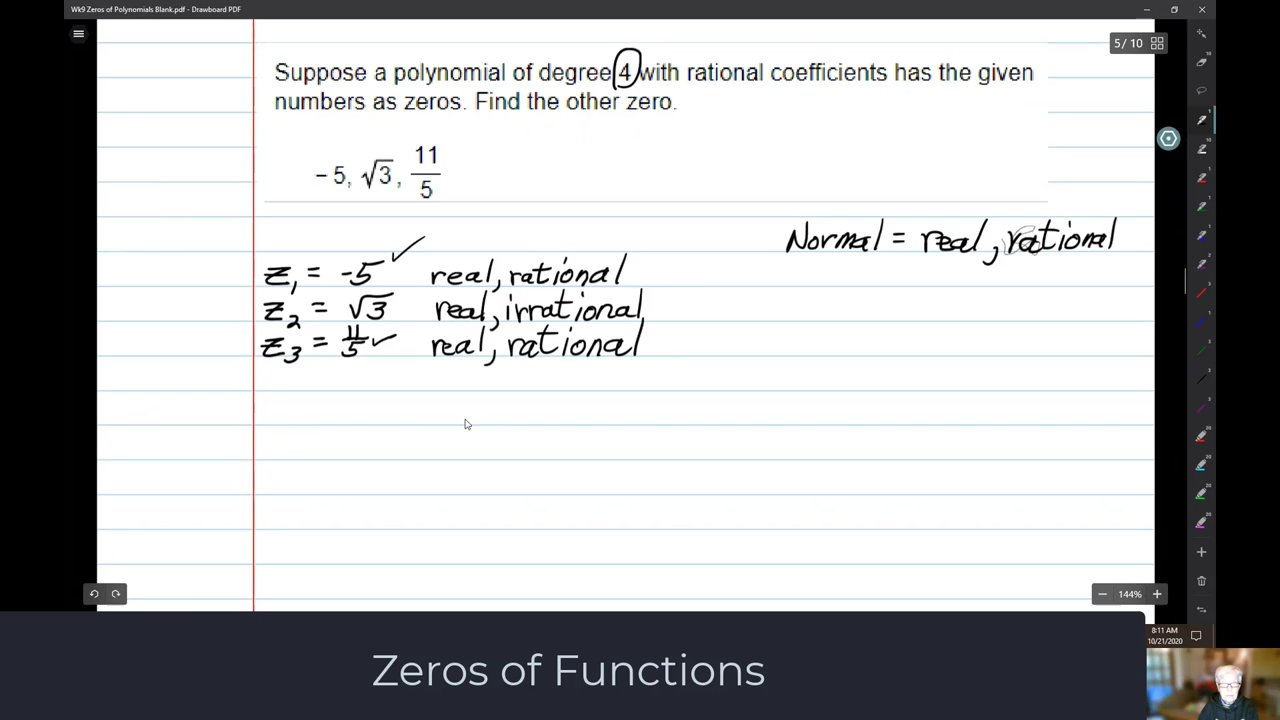 Wk9 Zeros of Polynomials Blank.pdf - Drawboard PDF
5 / 10
Suppose a polynomial of degree 4 with rational coefficients has the given
numbers as zeros. Find the other zero.
- 5, √3, 11/5
Normal = real, rational
z₁ = -5 ✓ real, rational
z₂ = √3 real, irrational
z₃ = 11/5 ✓ real, rational
144%
8:11 AM
10/21/2020
Zeros of Functions